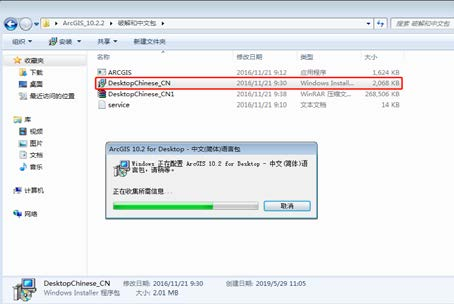 ArcGIS_10.2.2 ▸ 破解和中文包 ▸
搜索 破解和中文包
组织 安装 共享 新建文件夹
收藏夹
下载
桌面
最近访问的位置
库
视频
图片
文档
音乐
计算机
网络
名称 修改日期 类型 大小
ARCGIS 2016/11/21 9:12 应用程序 1,624 KB
DesktopChinese_CN 2016/11/21 9:30 Windows Install... 2,068 KB
DesktopChinese_CN1 2016/11/21 9:38 WinRAR 压缩文... 268,506 KB
service 2016/11/21 9:10 文本文档 14 KB
ArcGIS 10.2 for Desktop - 中文(简体)语言包
Windows 正在配置 ArcGIS 10.2 for Desktop - 中文(简体)语
言包，请稍等。
正在收集所需信息...
取消
DesktopChinese_CN 修改日期: 2016/11/21 9:30 创建日期: 2019/5/29 11:05
Windows Installer 程序包 大小: 2.01 MB